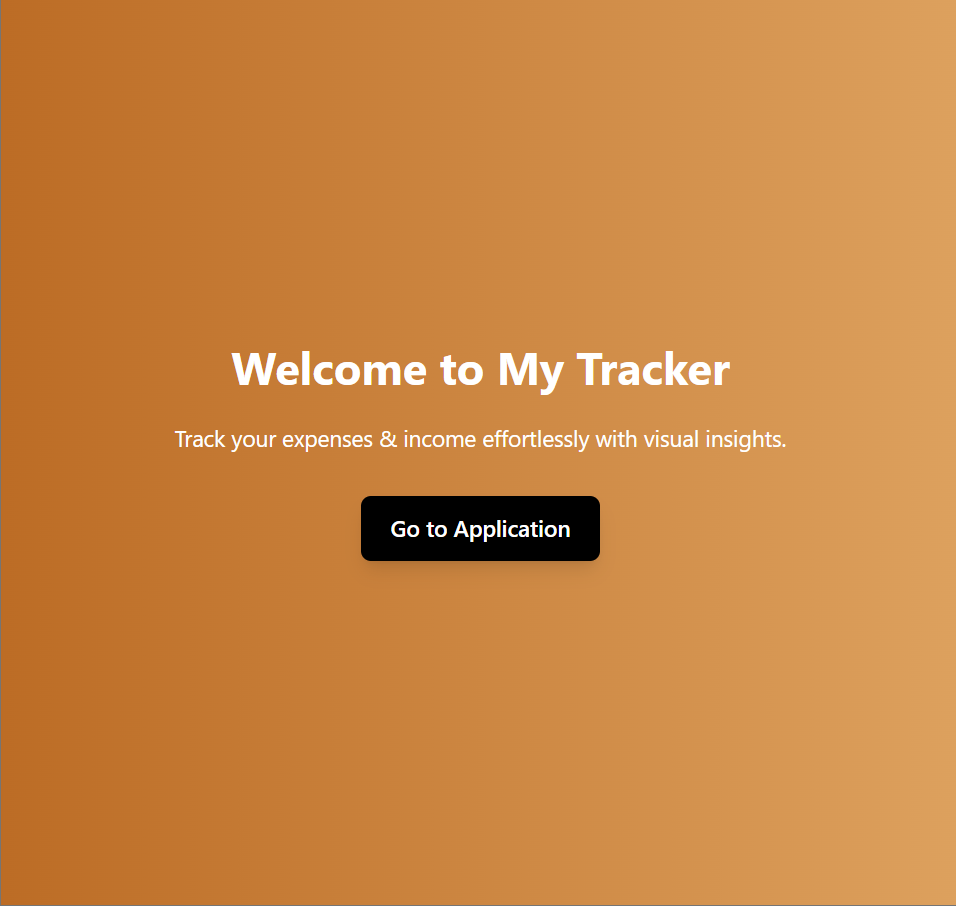 Welcome to My Tracker
Track your expenses & income effortlessly with visual insights.
Go to Application